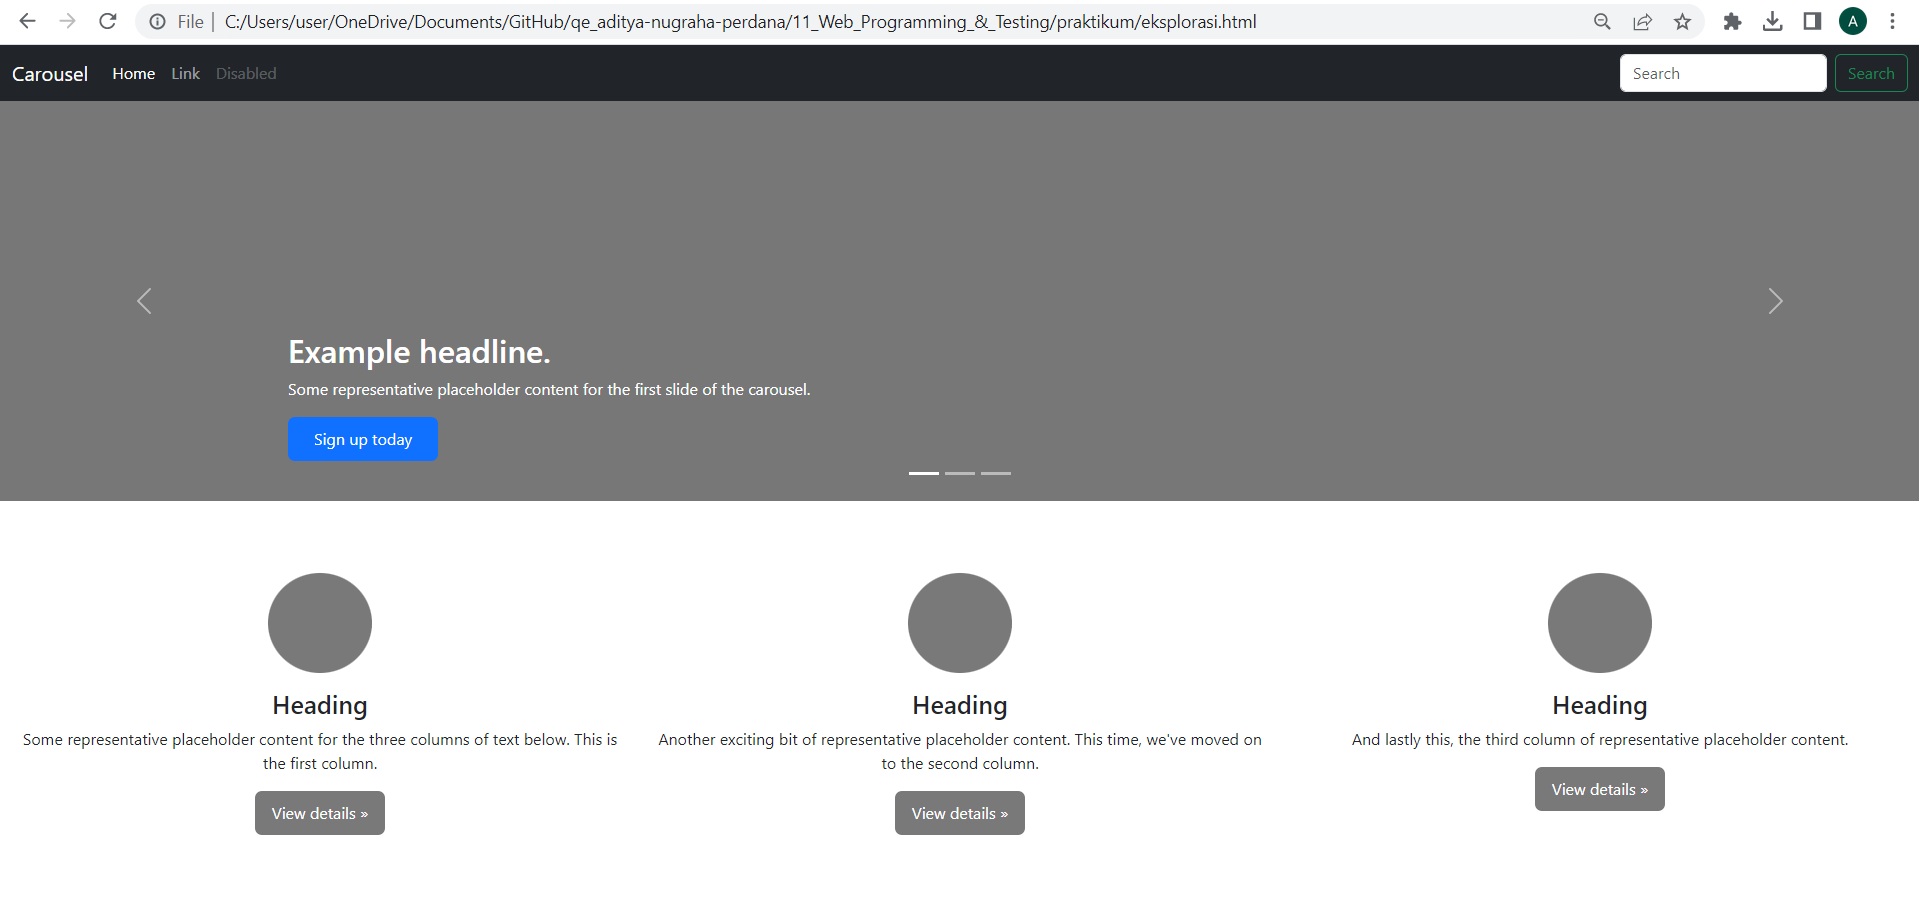 File | C:/Users/user/OneDrive/Documents/GitHub/qe_aditya-nugraha-perdana/11_Web_Programming_&_Testing/praktikum/eksplorasi.html
A
Carousel Home Link Disabled Search Search
Example headline.
Some representative placeholder content for the first slide of the carousel.
Sign up today
Heading
Some representative placeholder content for the three columns of text below. This is
the first column.
View details »
Heading
Another exciting bit of representative placeholder content. This time, we've moved on
to the second column.
View details »
Heading
And lastly this, the third column of representative placeholder content.
View details »